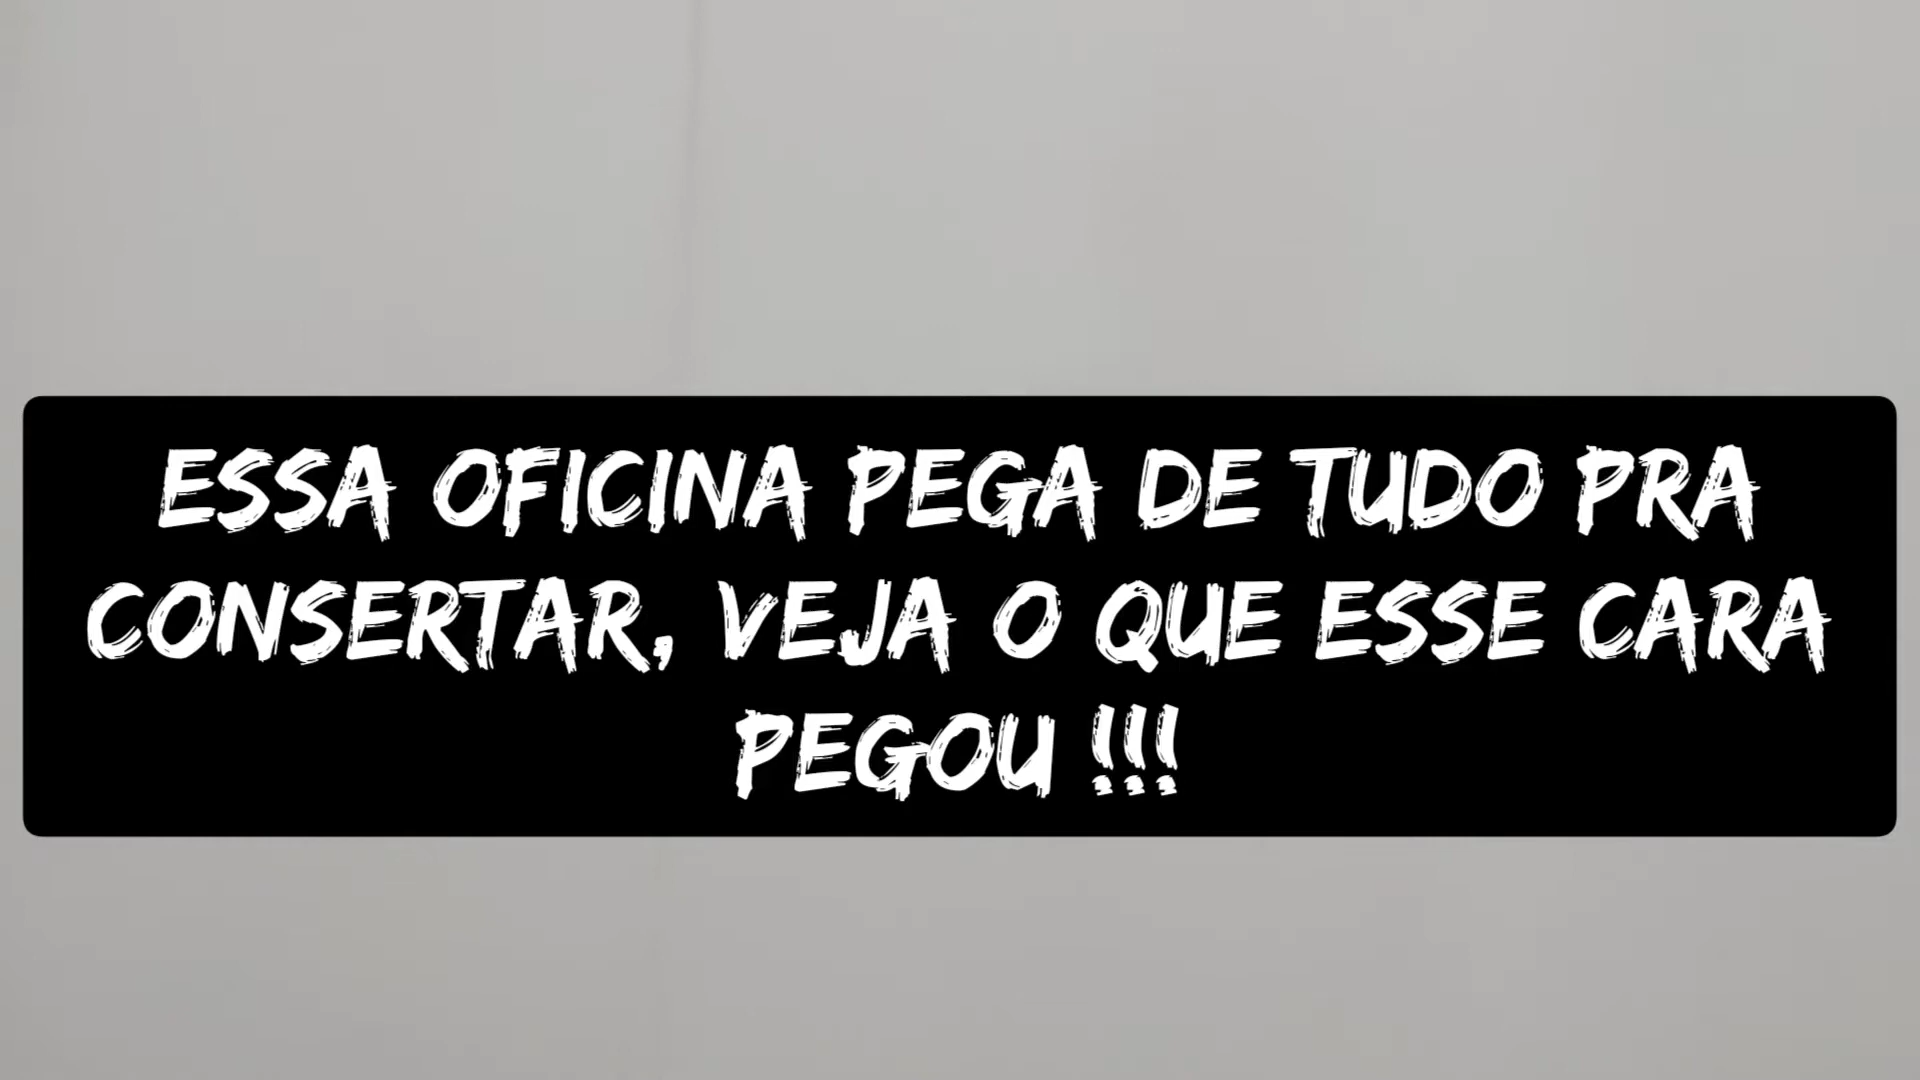 ESSA OFICINA PEGA DE TUDO PRA
CONSERTAR, VEJA O QUE ESSE CARA
PEGOU !!!